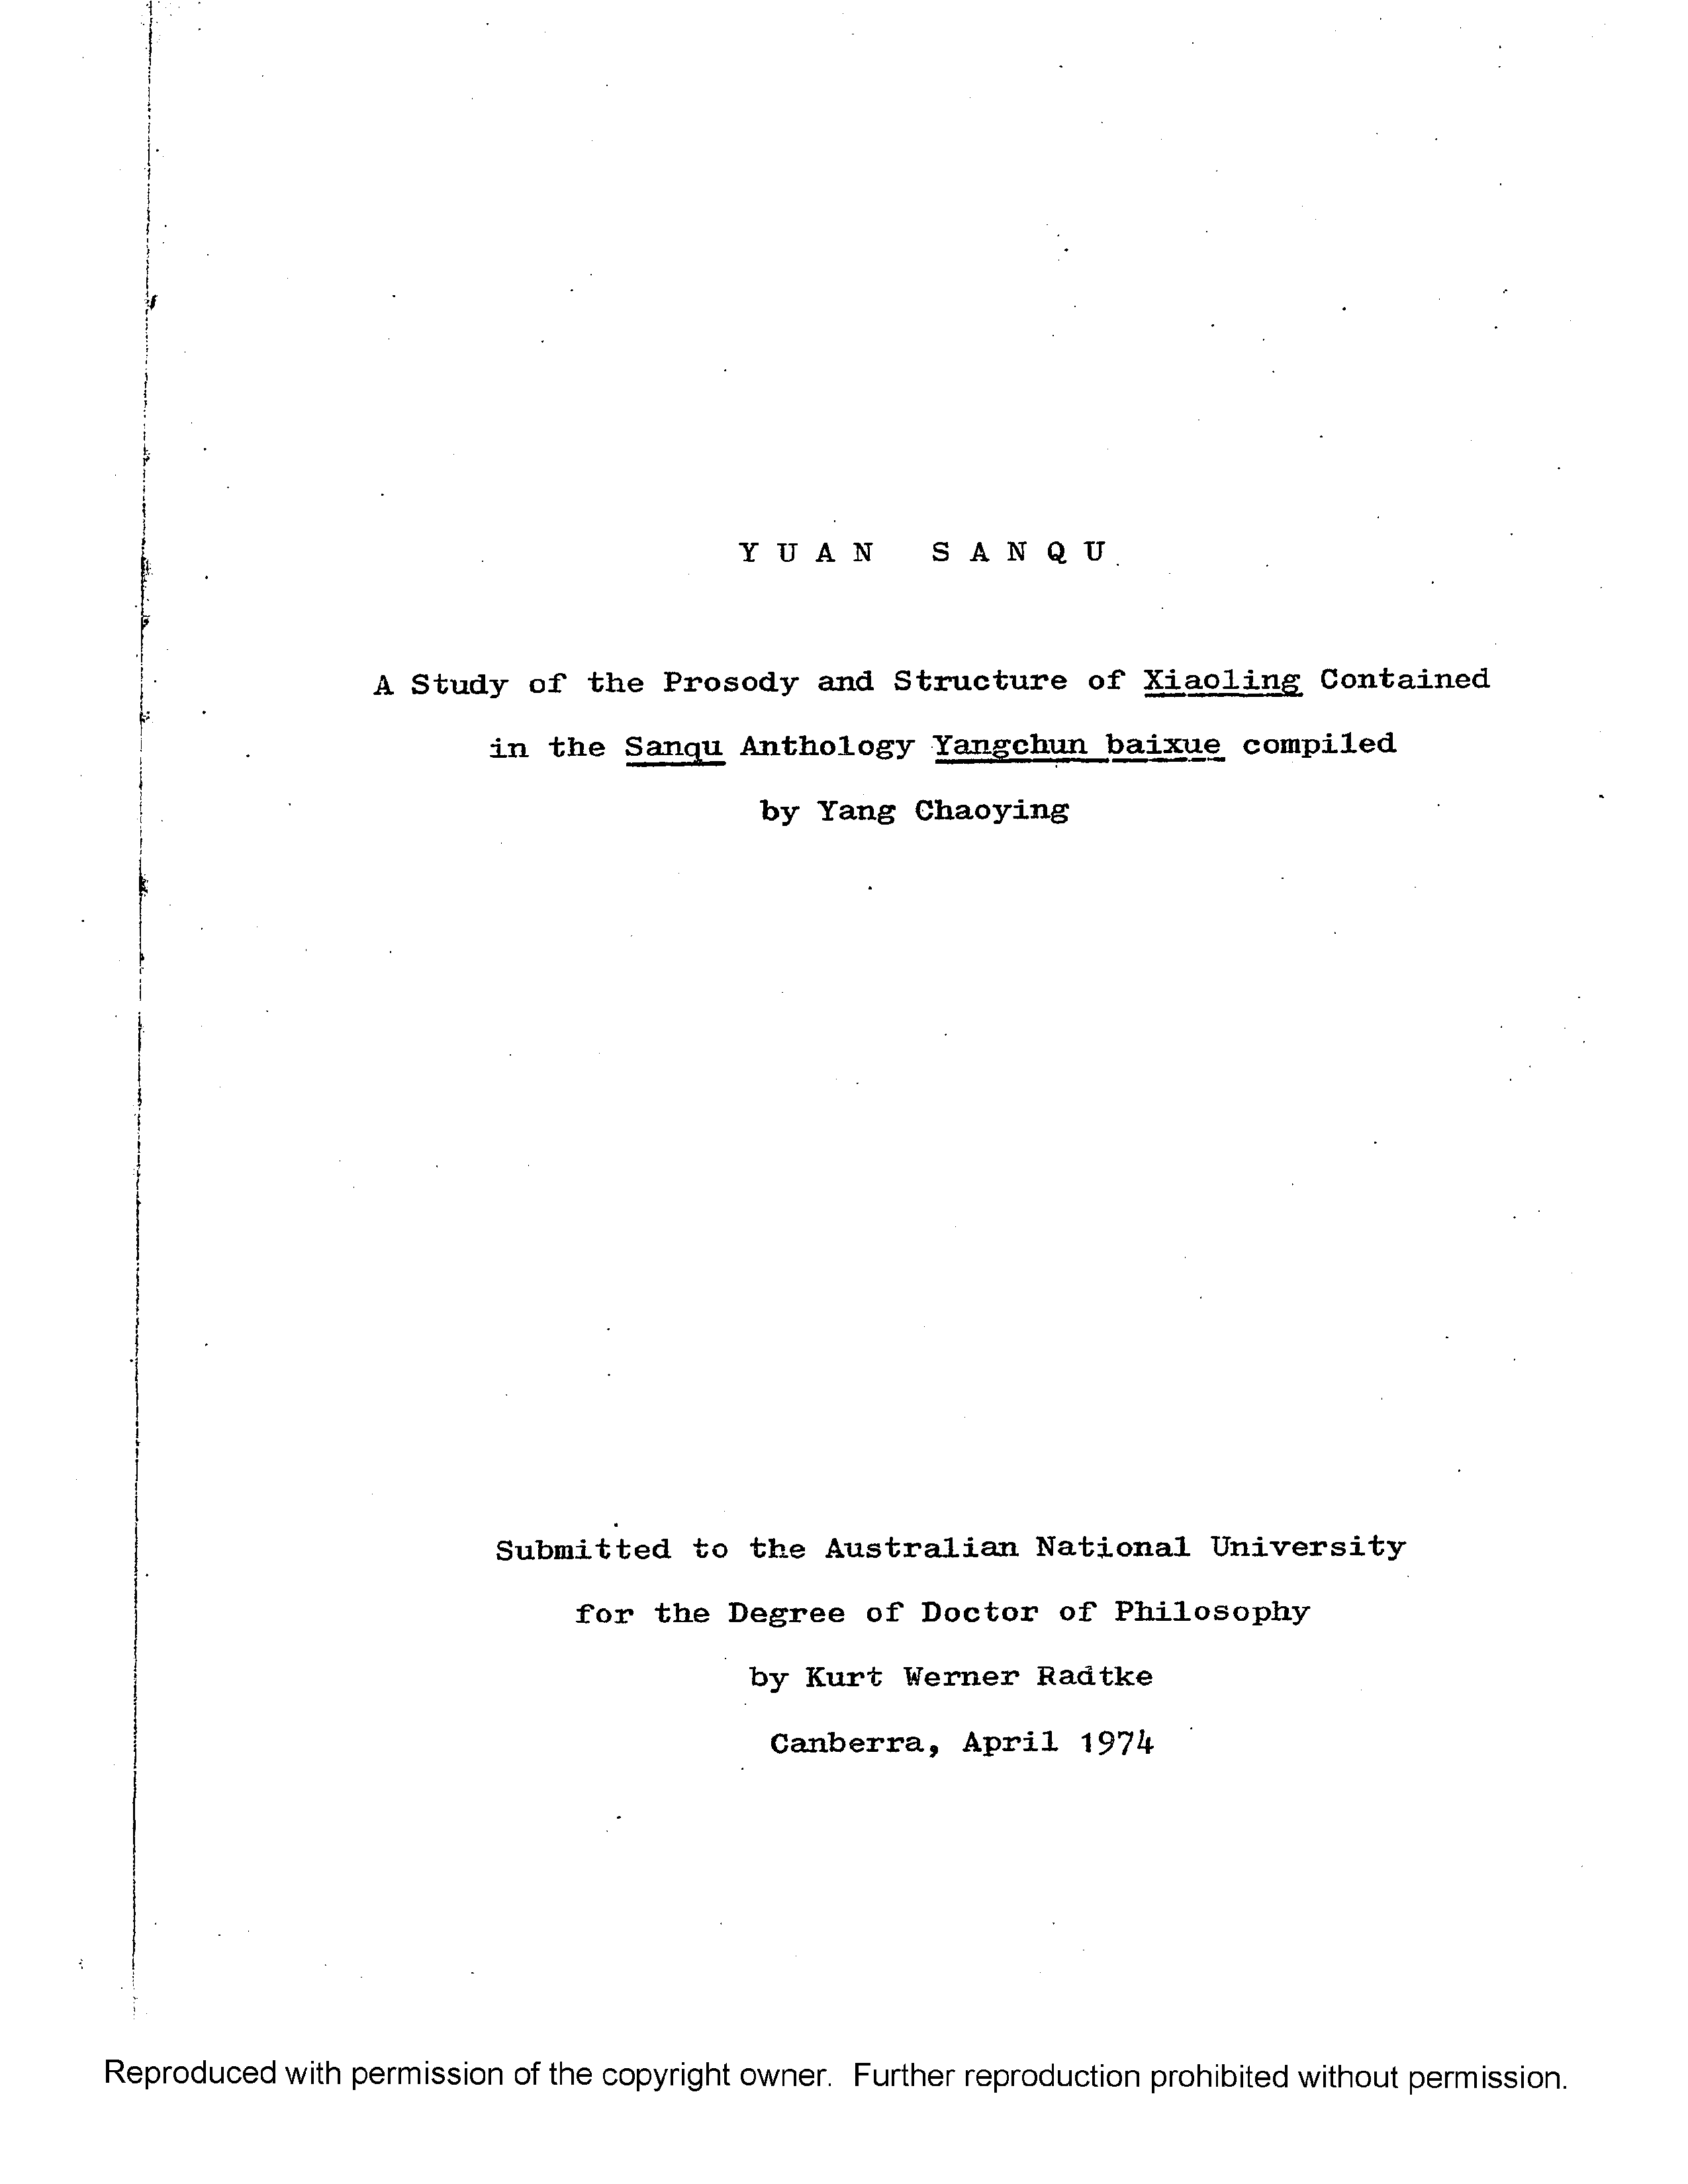 YUAN SANQU
A Study of the Prosody and Structure of Xiaoling Contained
in the Sanqu Anthology Yangchun baixue compiled
by Yang Chaoying
Submitted to the Australian National University
for the Degree of Doctor of Philosophy
by Kurt Werner Radtke
Canberra, April 1974
Reproduced with permission of the copyright owner. Further reproduction prohibited without permission.